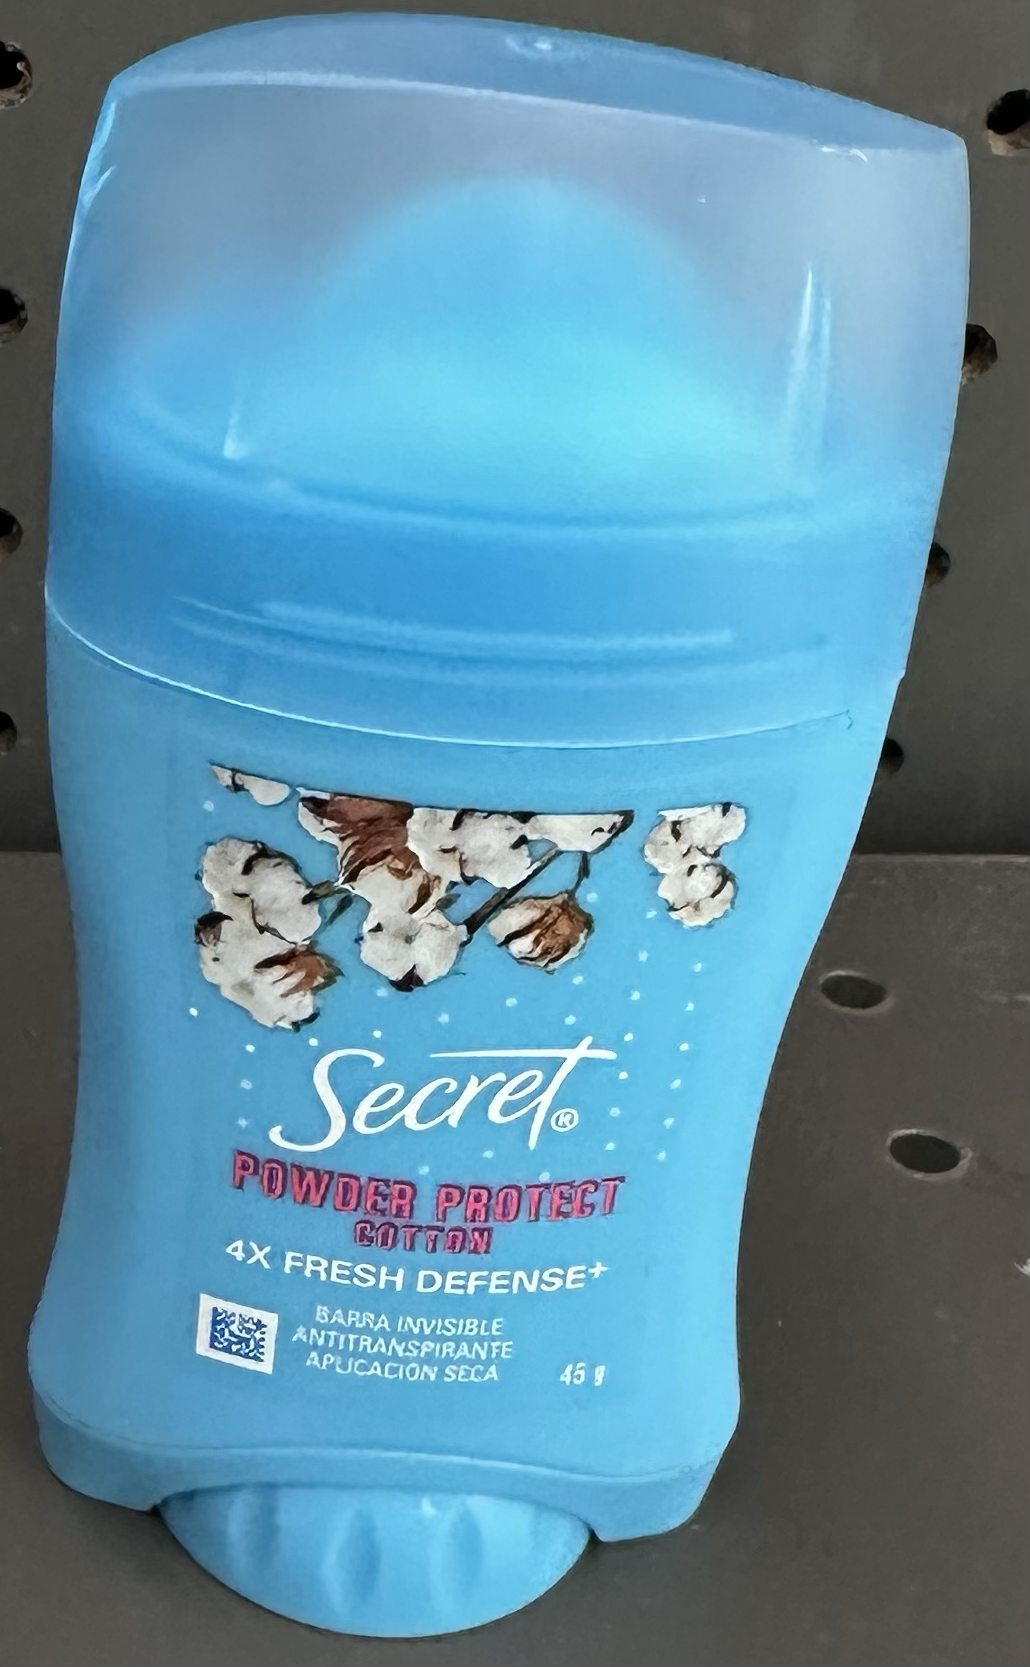 Secret®
POWDER PROTECT
COTTON
4X FRESH DEFENSE+
BARRA INVISIBLE
ANTITRANSPIRANTE
APLICACION SECA
45 g